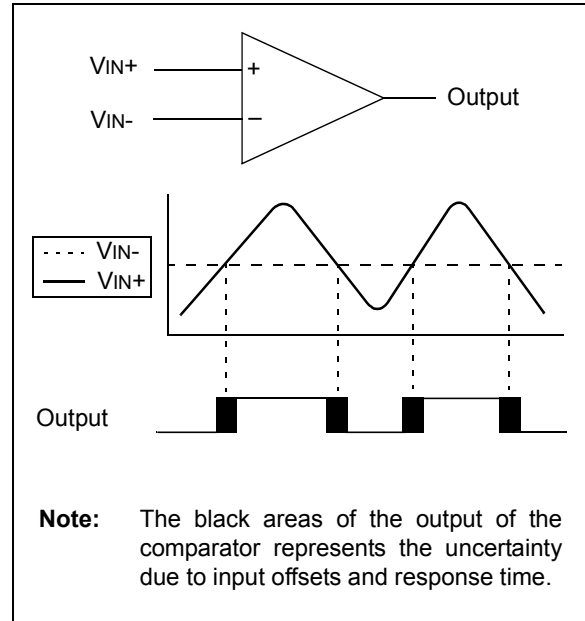 VIN+
+
Output
VIN-
–
VIN-
VIN+
Output
Note: The black areas of the output of the
comparator represents the uncertainty
due to input offsets and response time.